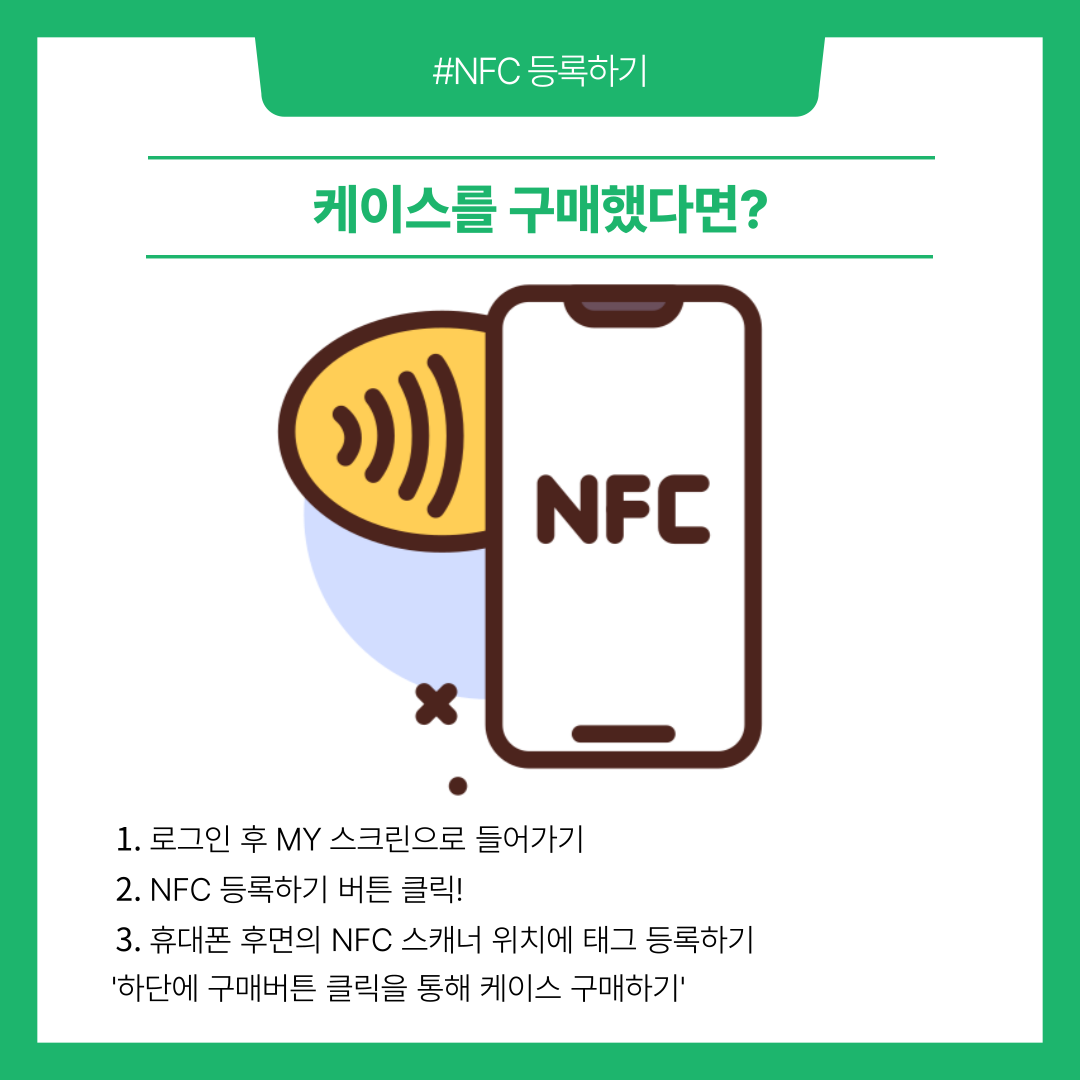 #NFC 등록하기
케이스를 구매했다면?
NFC
1. 로그인 후 MY 스크린으로 들어가기
2. NFC 등록하기 버튼 클릭!
3. 휴대폰 후면의 NFC 스캐너 위치에 태그 등록하기
'하단에 구매버튼 클릭을 통해 케이스 구매하기'